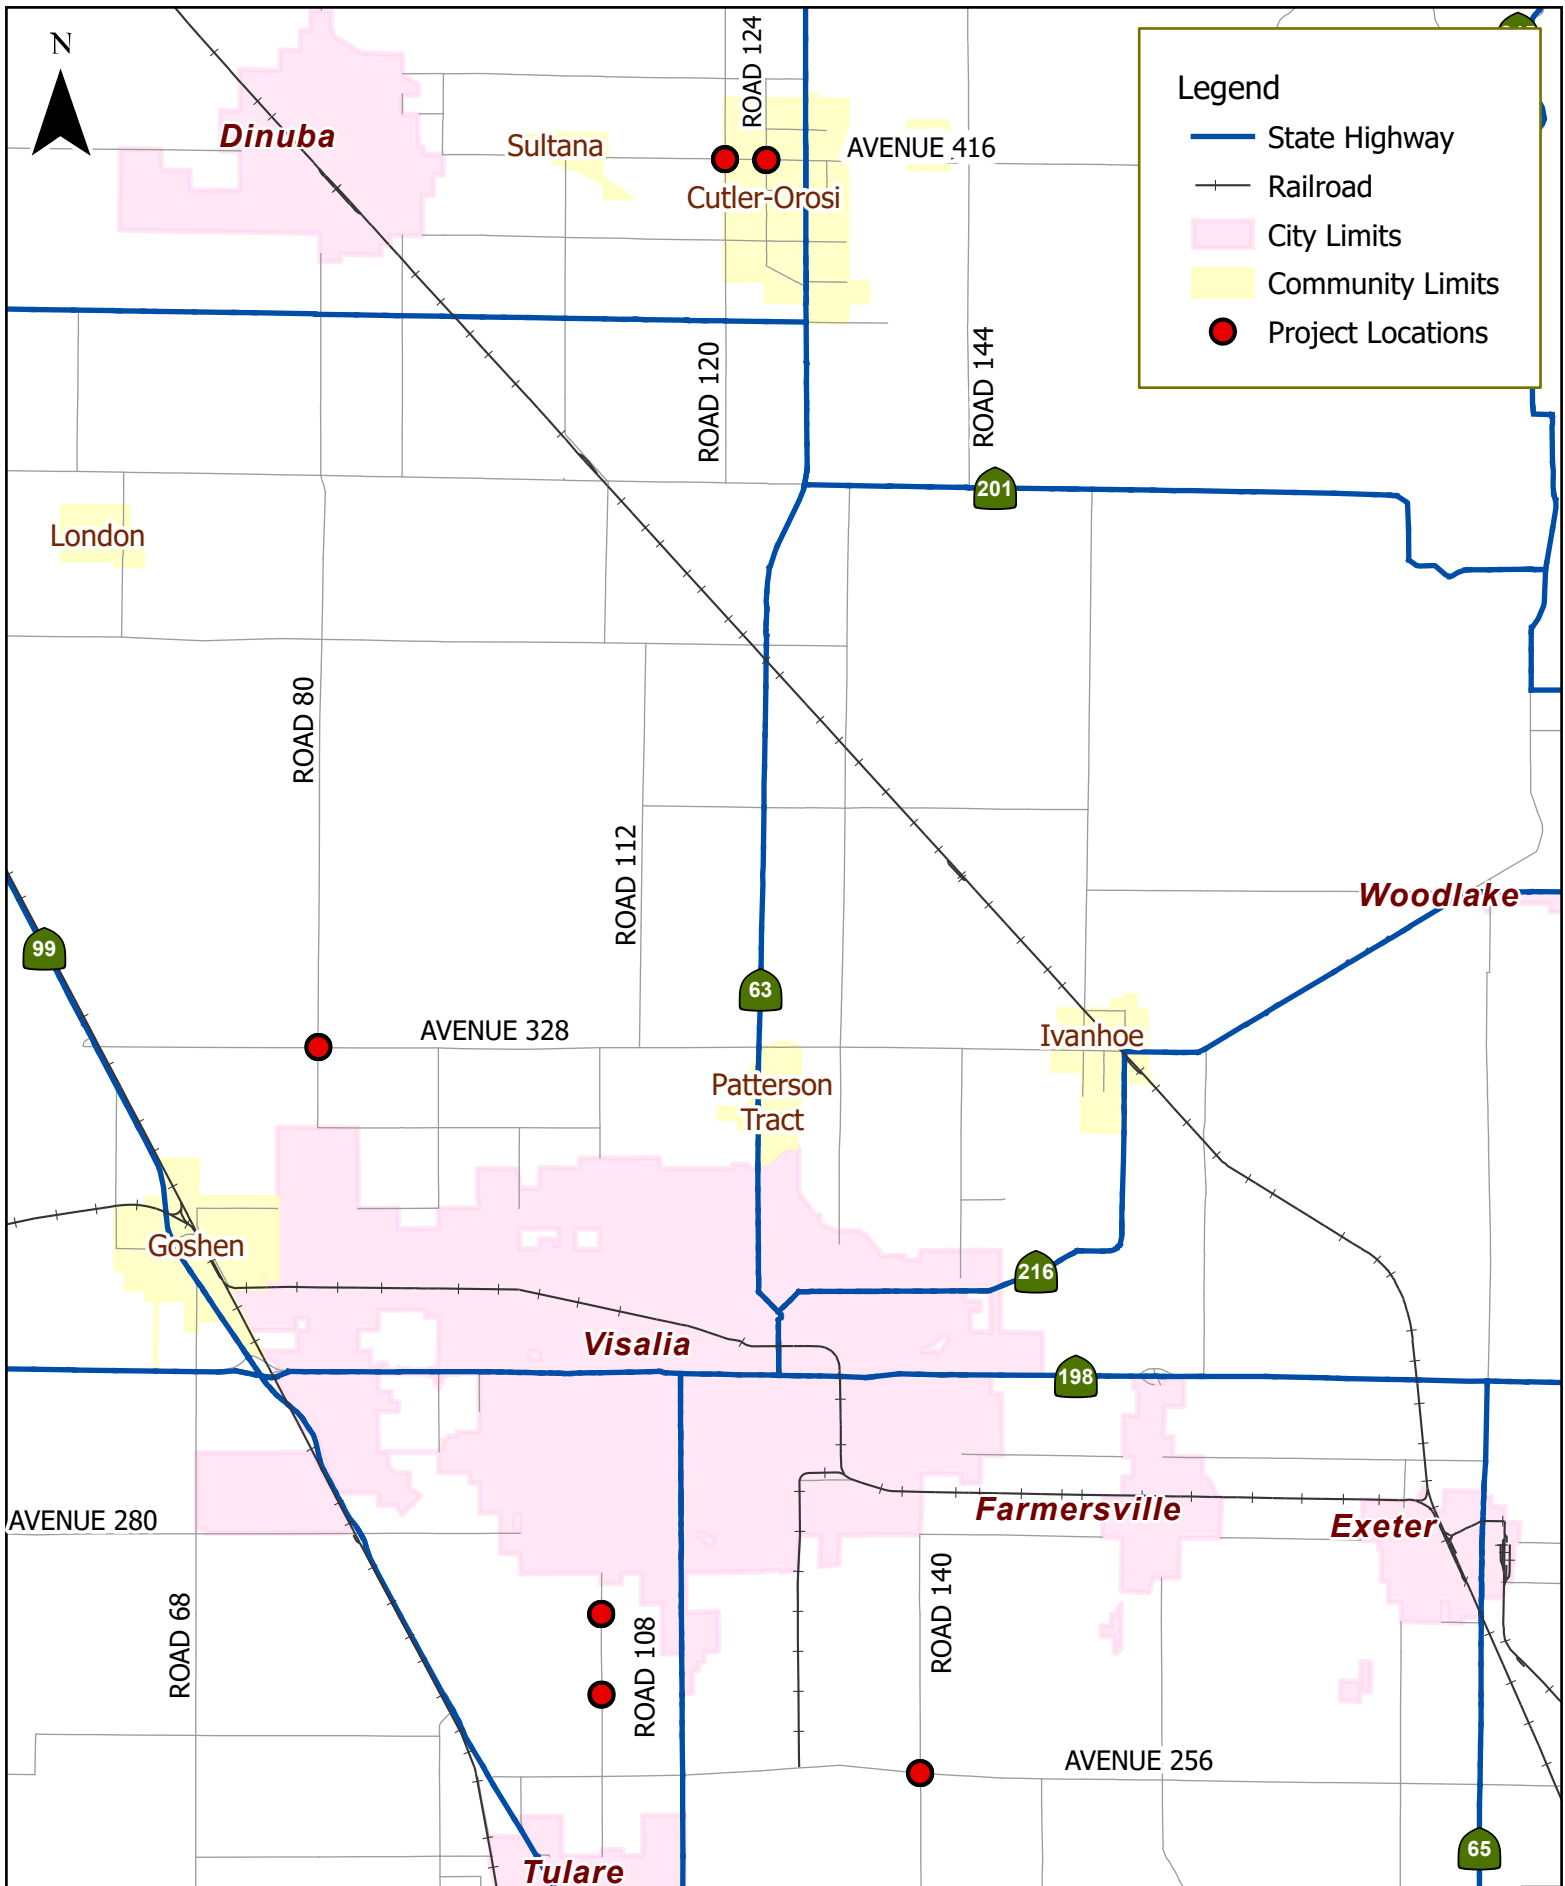 N
ROAD 124
Legend
State Highway
Railroad
City Limits
Community Limits
Project Locations
Dinuba
Sultana
AVENUE 416
Cutler-Orosi
ROAD 120
ROAD 144
201
London
ROAD 80
ROAD 112
Woodlake
99
63
AVENUE 328
Ivanhoe
Patterson
Tract
Goshen
216
Visalia
198
AVENUE 280
Farmersville
Exeter
ROAD 68
ROAD 108
ROAD 140
AVENUE 256
65
Tulare